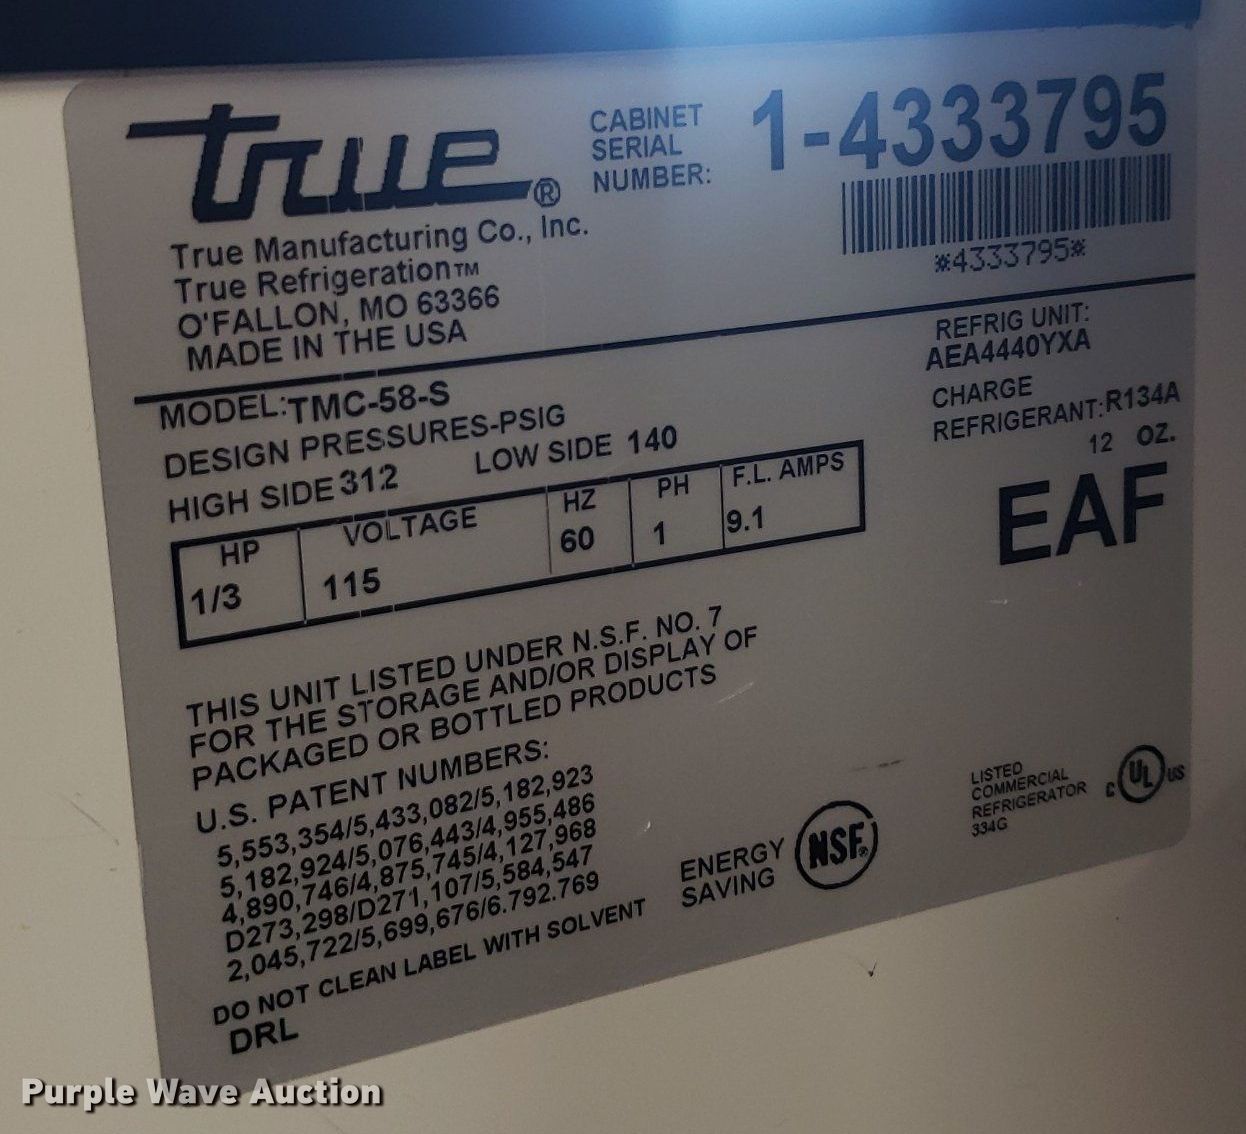 true®
CABINET
SERIAL
NUMBER:
1-4333795
*4333795*
True Manufacturing Co., Inc.
True Refrigeration™
O'FALLON, MO 63366
MADE IN THE USA
REFRIG UNIT:
AEA4440YXA
CHARGE
REFRIGERANT:R134A
12 OZ.
EAF
MODEL:TMC-58-S
DESIGN PRESSURES-PSIG
HIGH SIDE 312 LOW SIDE 140
HP VOLTAGE HZ PH F.L. AMPS
1/3 115 60 1 9.1
THIS UNIT LISTED UNDER N.S.F. NO. 7
FOR THE STORAGE AND/OR DISPLAY OF
PACKAGED OR BOTTLED PRODUCTS
U.S. PATENT NUMBERS:
5,553,354/5,433,082/5,182,923
5,182,924/5,076,443/4,955,486
4,890,746/4,875,745/4,127,968
D273,298/D271,107/5,584,547
2,045,722/5,699,676/6.792.769
DO NOT CLEAN LABEL WITH SOLVENT
DRL
ENERGY
SAVING
NSF®
LISTED
COMMERCIAL
REFRIGERATOR
334G
C UL US
Purple Wave Auction